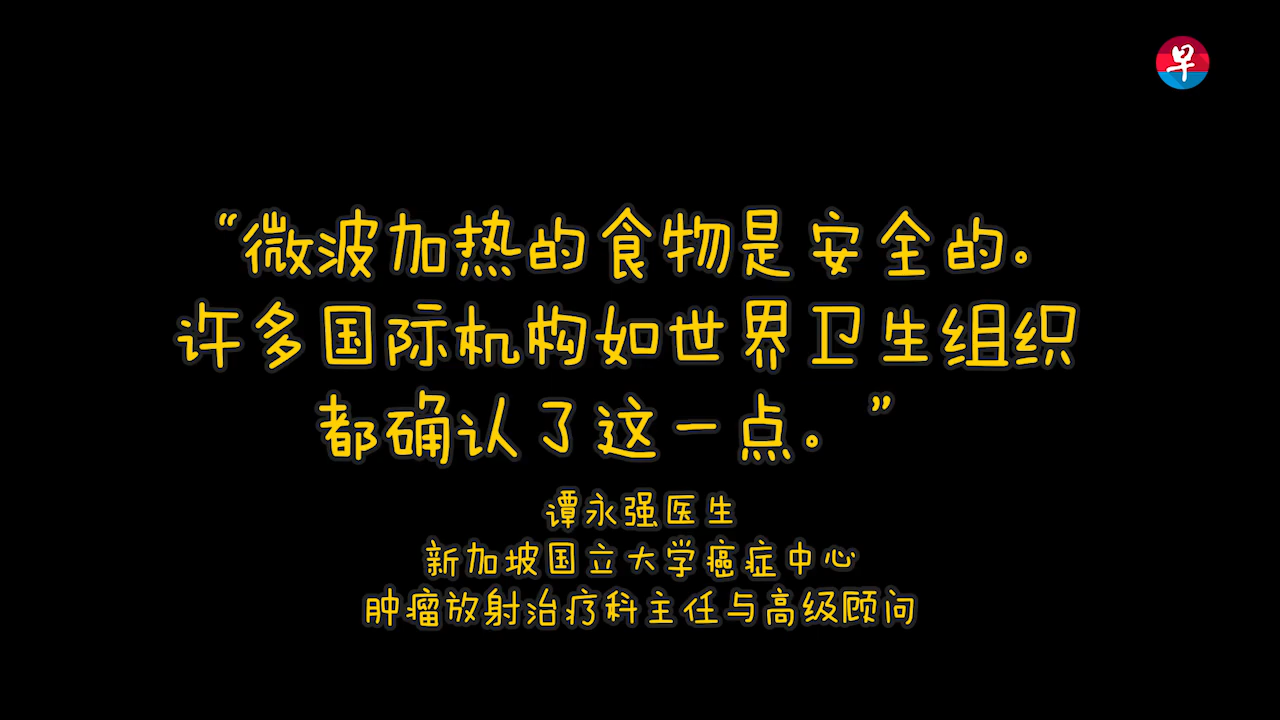 早
“微波加热的食物是安全的。
许多国际机构如世界卫生组织
都确认了这一点。”
谭永强医生
新加坡国立大学癌症中心
肿瘤放射治疗科主任与高级顾问